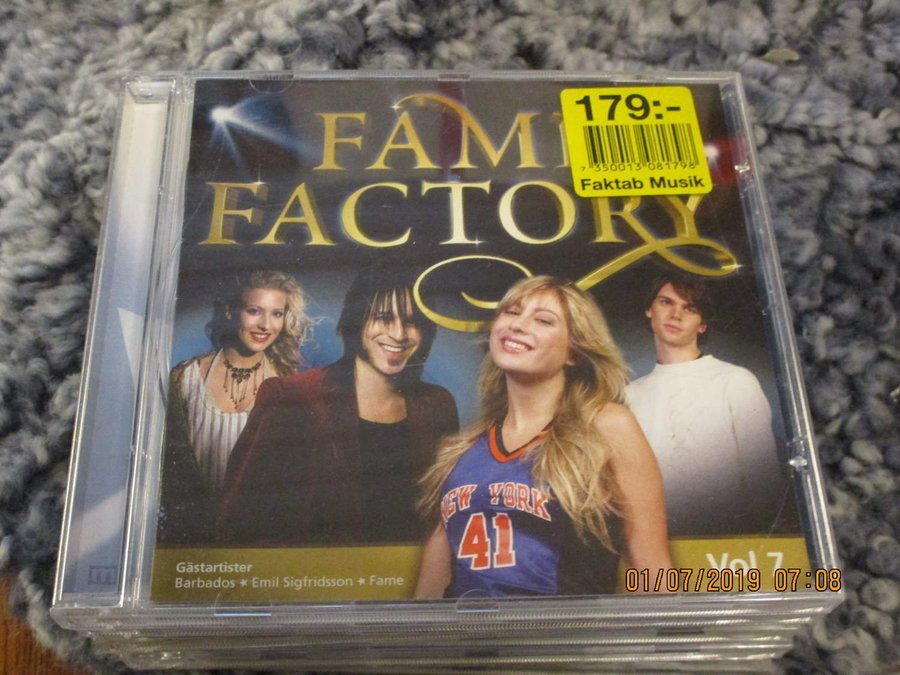 179:-
7 350013 081798
Faktab Musik
FAME
FACTORY
NEW YORK
41
Gästartister
Barbados ★ Emil Sigfridsson ★ Fame
Vol 7
01/07/2019 07:08